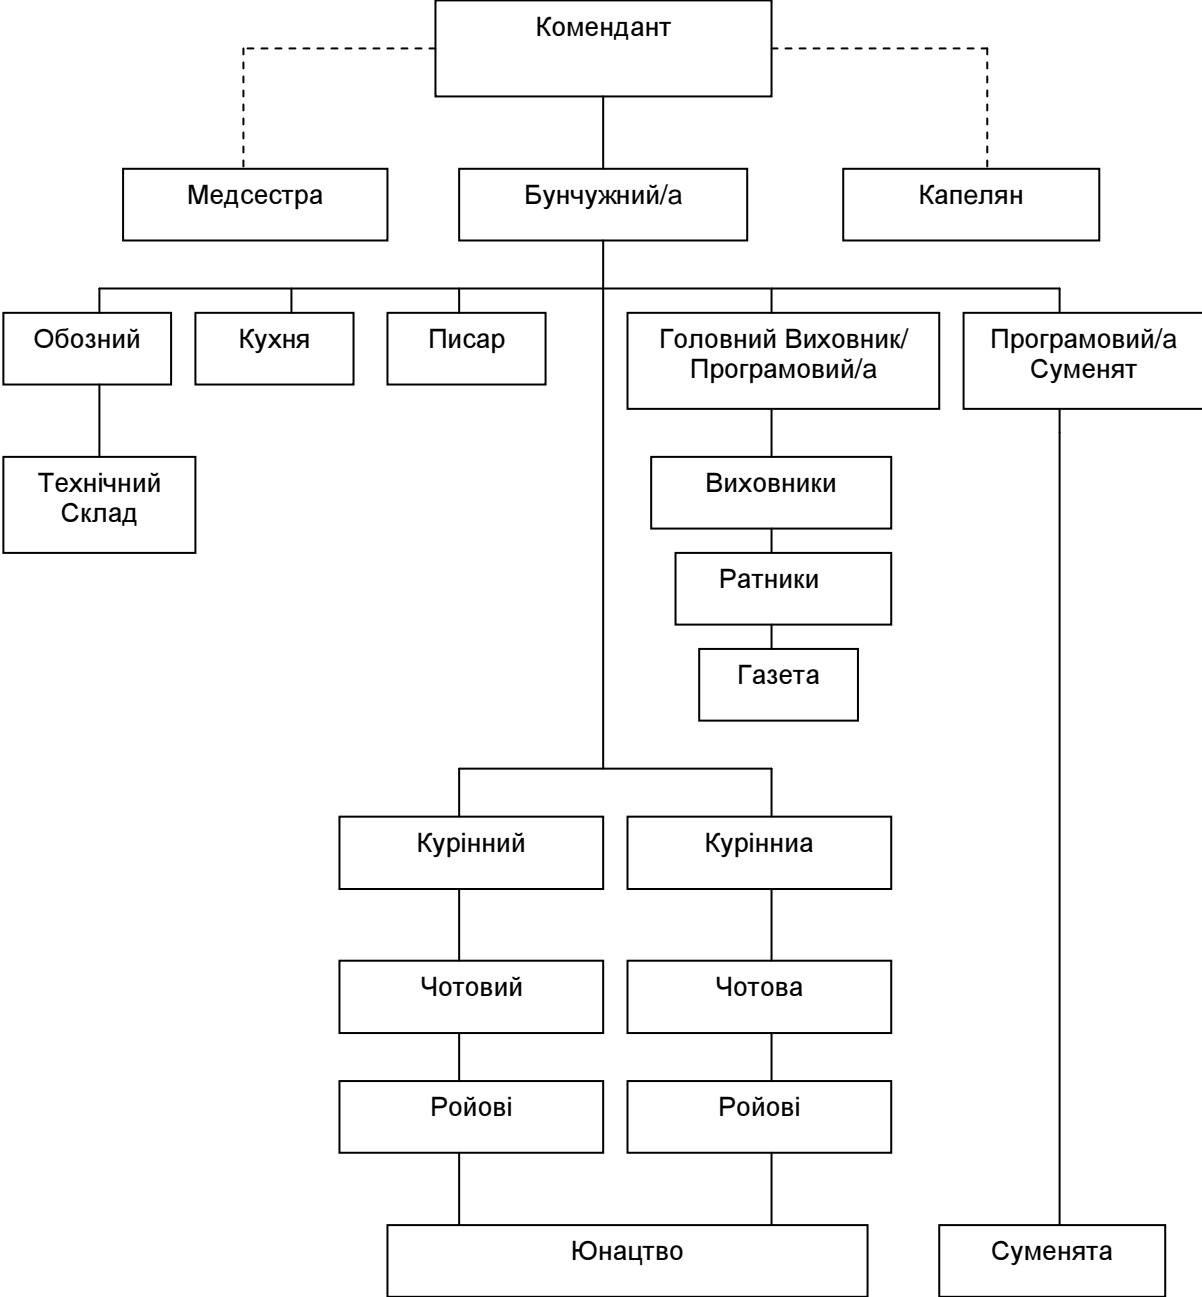 Комендант
Медсестра
Бунчужний/а
Капелян
Обозний
Кухня
Писар
Головний Виховник/
Програмовий/а
Програмовий/а
Суменят
Технічний
Склад
Виховники
Ратники
Газета
Курінний
Курінниа
Чотовий
Чотова
Ройові
Ройові
Юнацтво
Суменята